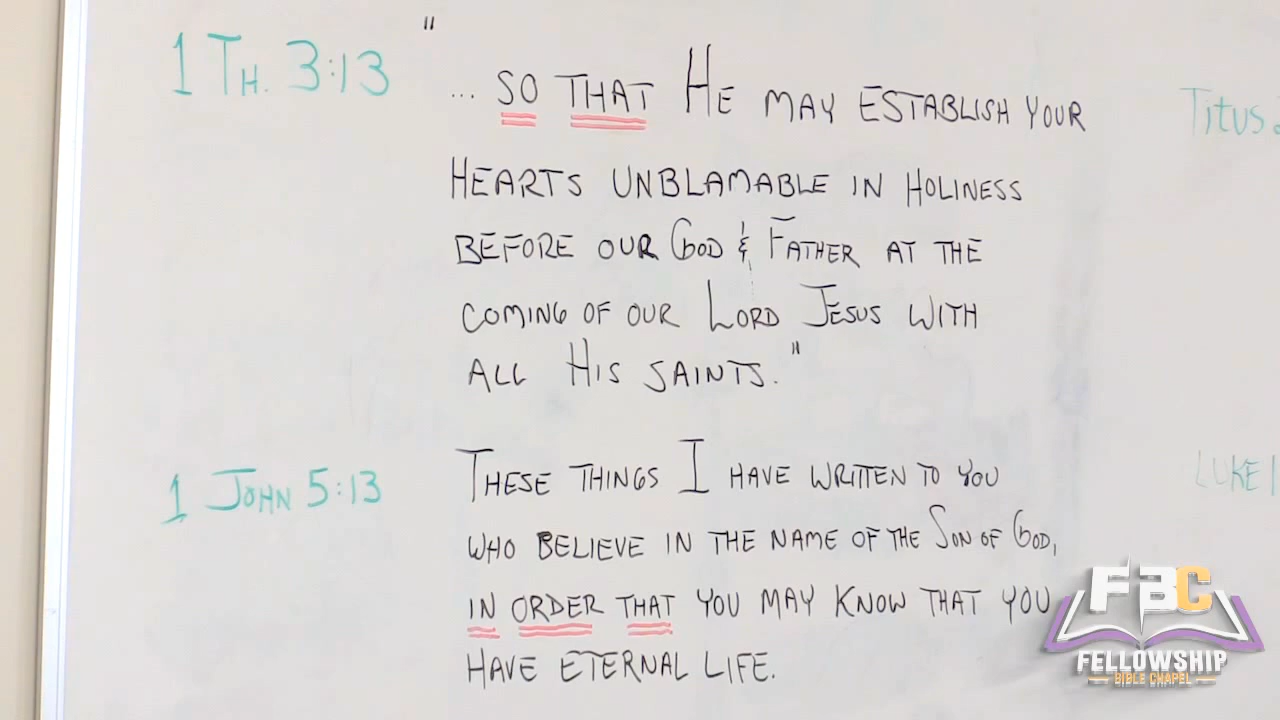 1 TH. 3:13
"
... SO THAT HE MAY ESTABLISH YOUR
HEARTS UNBLAMABLE IN HOLINESS
BEFORE OUR GOD & FATHER AT THE
COMING OF OUR LORD JESUS WITH
ALL HIS SAINTS."
1 JOHN 5:13
THESE THINGS I HAVE WRITTEN TO YOU
WHO BELIEVE IN THE NAME OF THE SON OF GOD,
IN ORDER THAT YOU MAY KNOW THAT YOU
HAVE ETERNAL LIFE.
Titus
LUKE
FBC
FELLOWSHIP
BIBLE CHAPEL